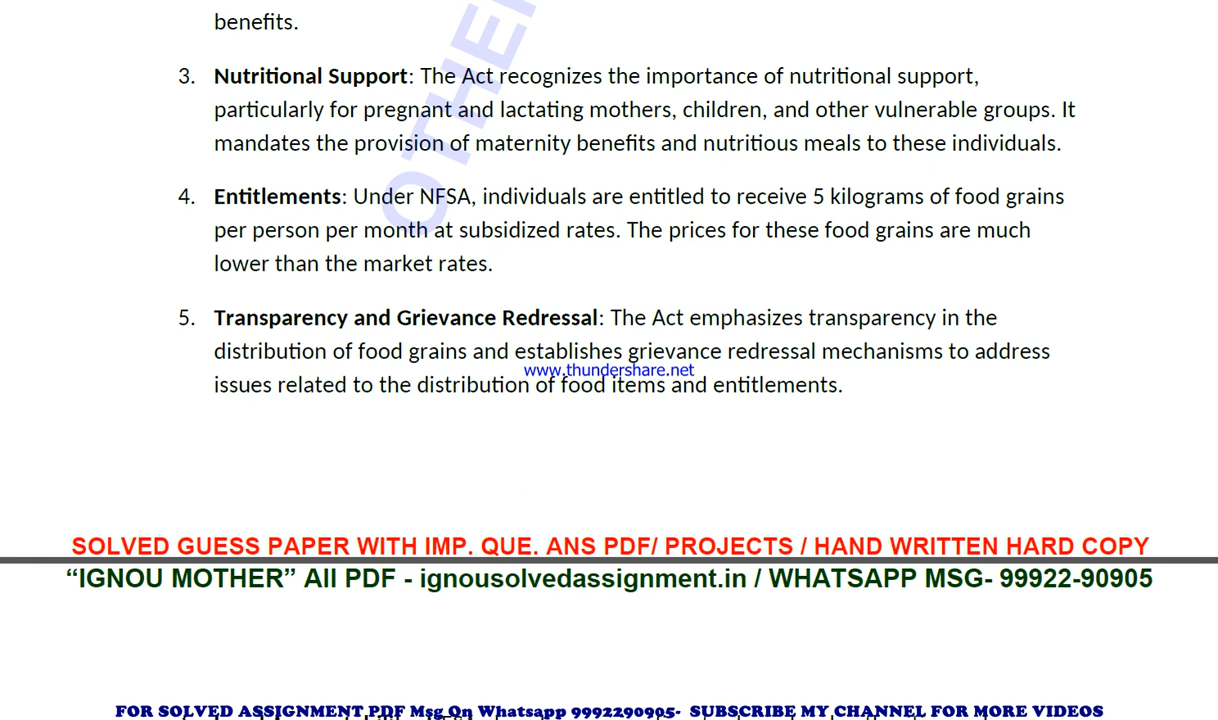 benefits.
3. Nutritional Support: The Act recognizes the importance of nutritional support,
particularly for pregnant and lactating mothers, children, and other vulnerable groups. It
mandates the provision of maternity benefits and nutritious meals to these individuals.
4. Entitlements: Under NFSA, individuals are entitled to receive 5 kilograms of food grains
per person per month at subsidized rates. The prices for these food grains are much
lower than the market rates.
5. Transparency and Grievance Redressal: The Act emphasizes transparency in the
distribution of food grains and establishes grievance redressal mechanisms to address
www.thundershare.net
issues related to the distribution of food items and entitlements.
OTHE
SOLVED GUESS PAPER WITH IMP. QUE. ANS PDF/ PROJECTS / HAND WRITTEN HARD COPY
“IGNOU MOTHER” All PDF - ignousolvedassignment.in / WHATSAPP MSG- 99922-90905
FOR SOLVED ASSIGNMENT PDF Msg On Whatsapp 9992290905- SUBSCRIBE MY CHANNEL FOR MORE VIDEOS